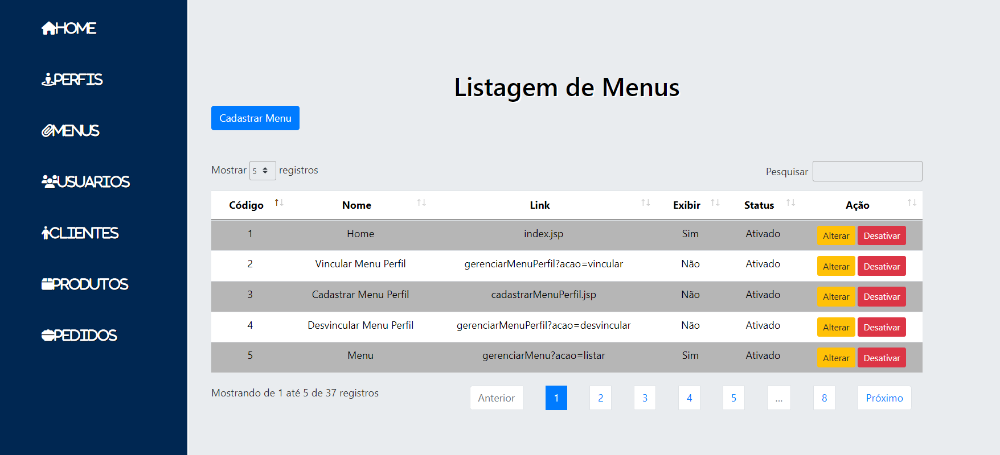 HOME
PERFIS
MENUS
USUARIOS
CLIENTES
PRODUTOS
PEDIDOS
Listagem de Menus
Cadastrar Menu
Mostrar 5 registros
Pesquisar
Código Nome Link Exibir Status Ação
1 Home index.jsp Sim Ativado Alterar Desativar
2 Vincular Menu Perfil gerenciarMenuPerfil?acao=vincular Não Ativado Alterar Desativar
3 Cadastrar Menu Perfil cadastrarMenuPerfil.jsp Não Ativado Alterar Desativar
4 Desvincular Menu Perfil gerenciarMenuPerfil?acao=desvincular Não Ativado Alterar Desativar
5 Menu gerenciarMenu?acao=listar Sim Ativado Alterar Desativar
Mostrando de 1 até 5 de 37 registros
Anterior 1 2 3 4 5 ... 8 Próximo